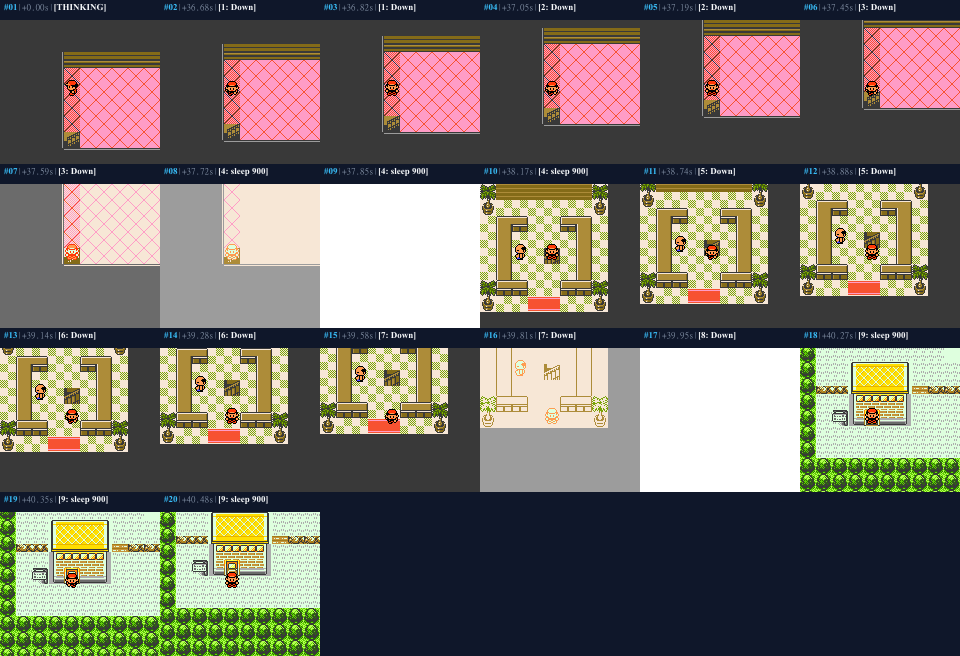 #01|+0.00s|[THINKING]
#02|+36.68s|[1: Down]
#03|+36.82s|[1: Down]
#04|+37.05s|[2: Down]
#05|+37.19s|[2: Down]
#06|+37.45s|[3: Down]
#07|+37.59s|[3: Down]
#08|+37.72s|[4: sleep 900]
#09|+37.85s|[4: sleep 900]
#10|+38.17s|[4: sleep 900]
#11|+38.74s|[5: Down]
#12|+38.88s|[5: Down]
#13|+39.14s|[6: Down]
#14|+39.28s|[6: Down]
#15|+39.58s|[7: Down]
#16|+39.81s|[7: Down]
#17|+39.95s|[8: Down]
#18|+40.27s|[9: sleep 900]
#19|+40.35s|[9: sleep 900]
#20|+40.48s|[9: sleep 900]